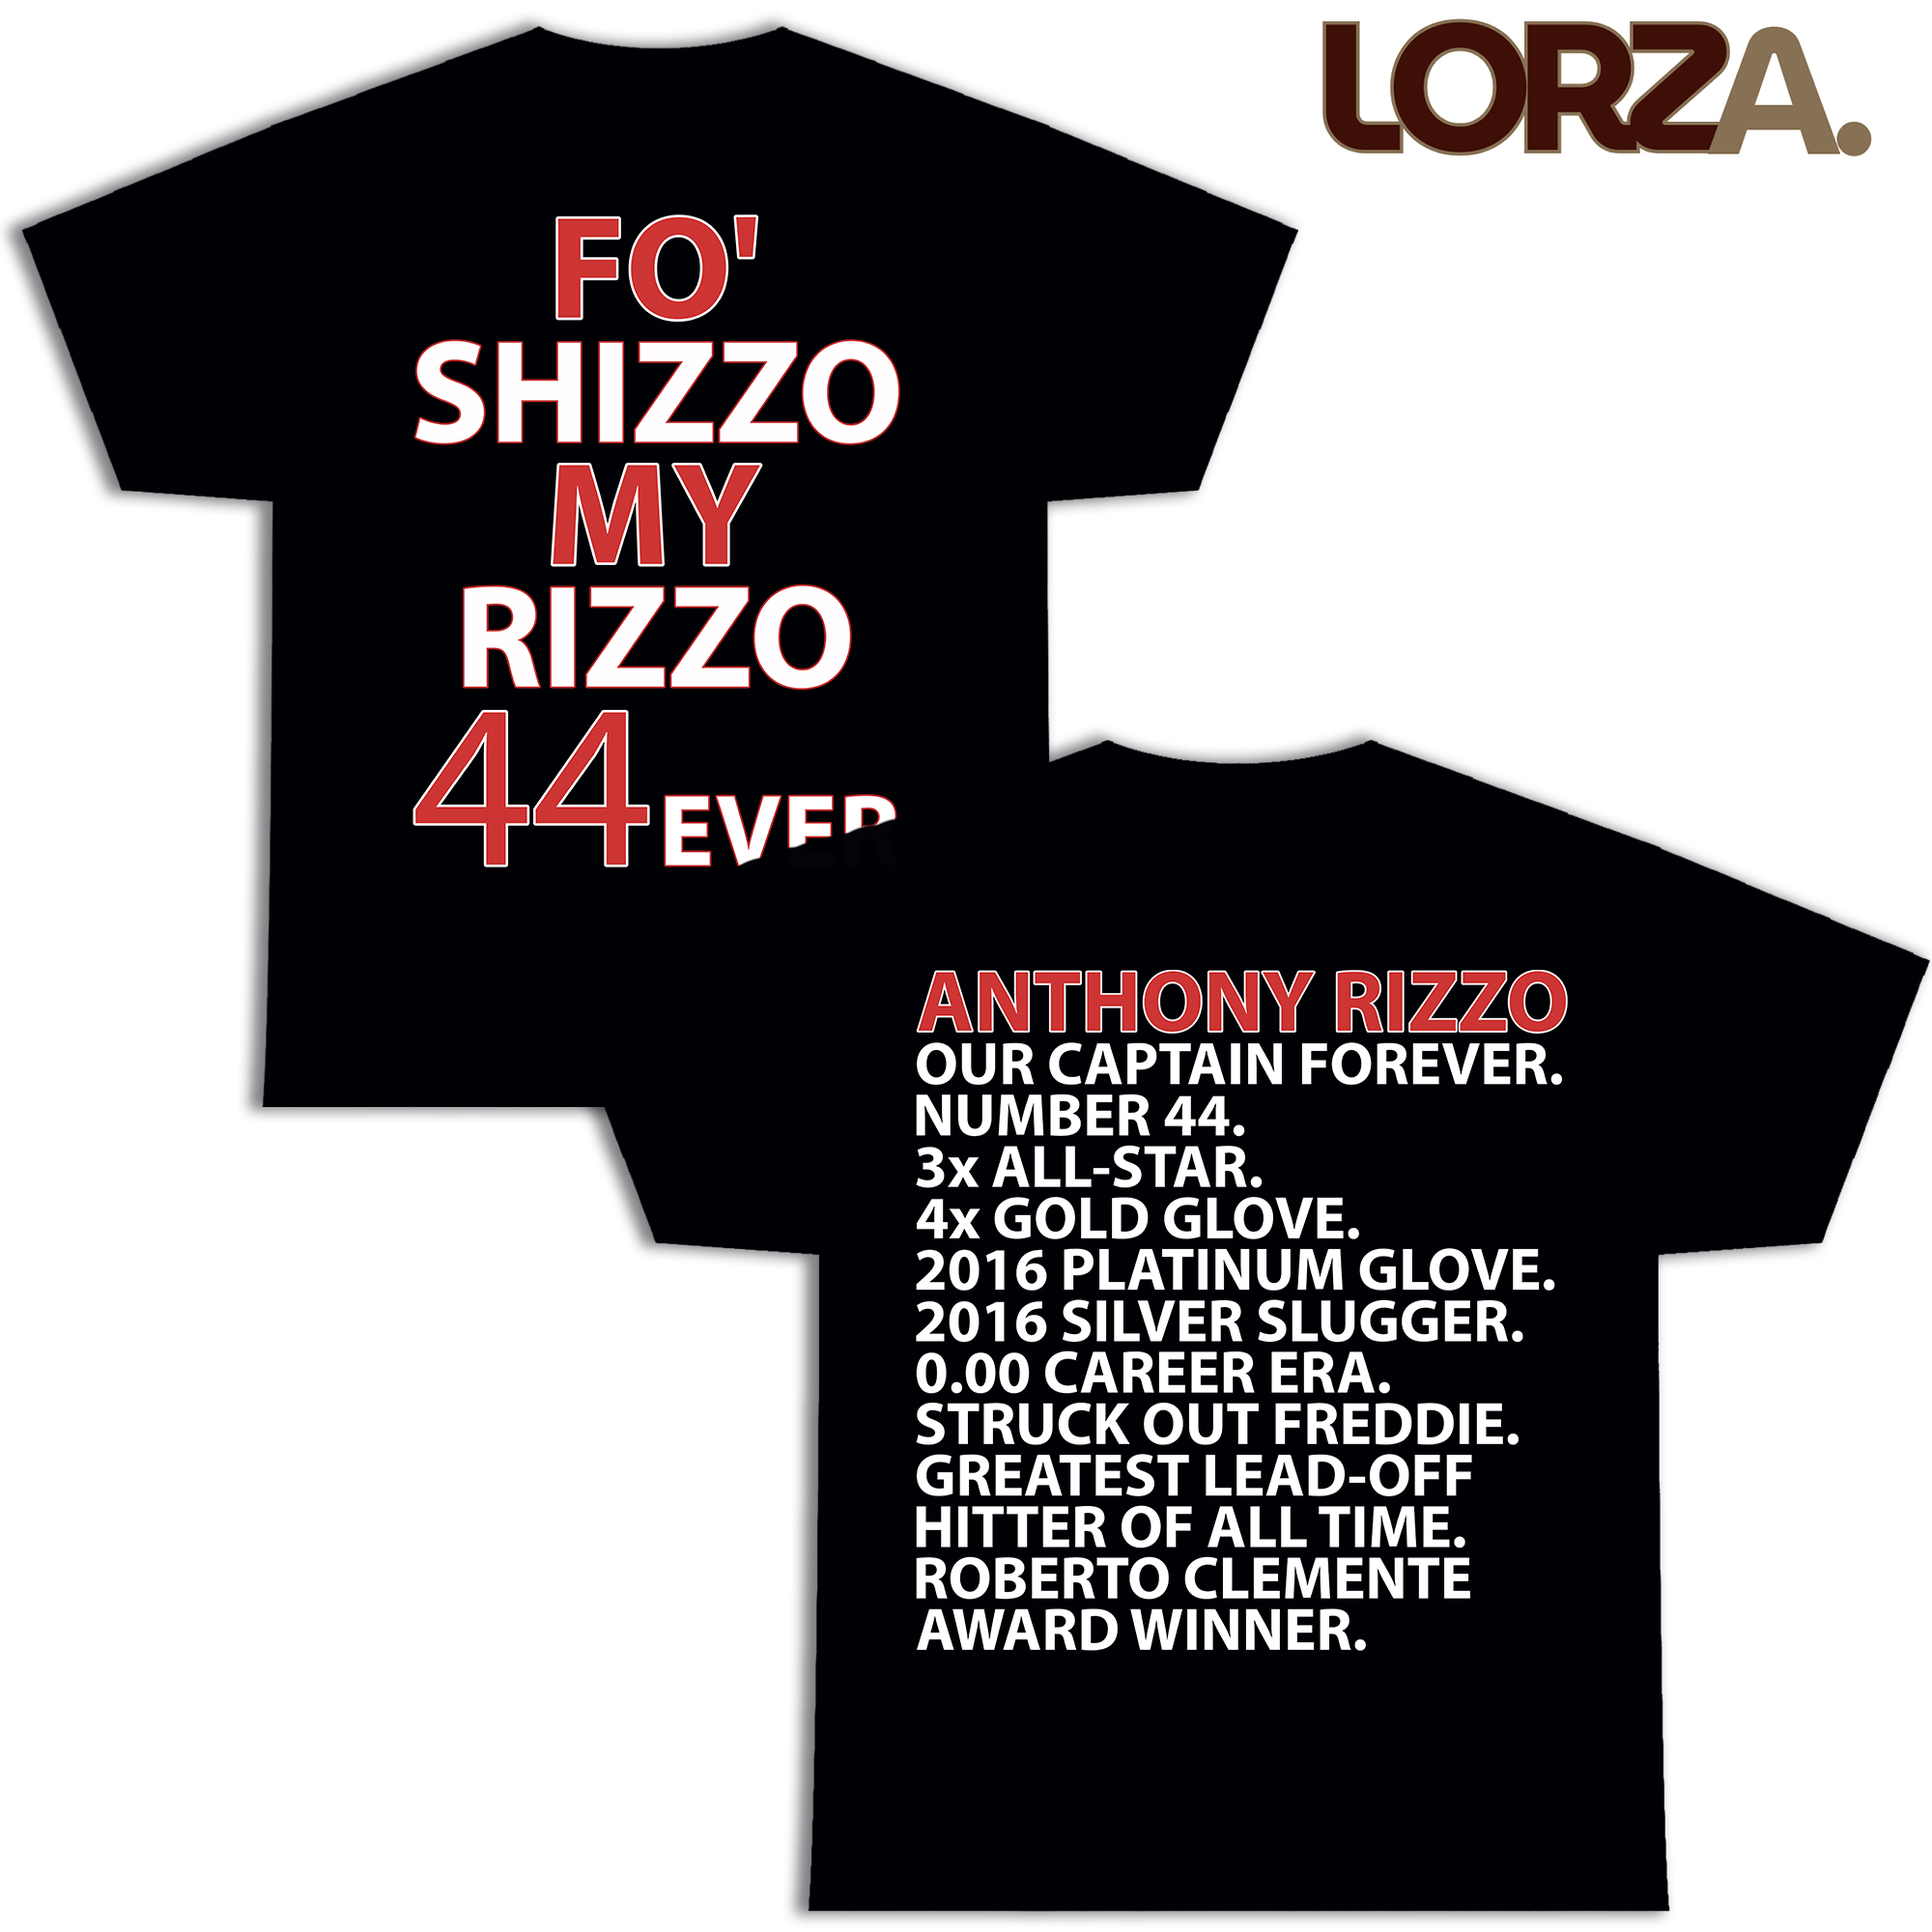 LORZA.
FO'
SHIZZO
MY
RIZZO
44EVER
ANTHONY RIZZO
OUR CAPTAIN FOREVER.
NUMBER 44.
3x ALL-STAR.
4x GOLD GLOVE.
2016 PLATINUM GLOVE.
2016 SILVER SLUGGER.
0.00 CAREER ERA.
STRUCK OUT FREDDIE.
GREATEST LEAD-OFF
HITTER OF ALL TIME.
ROBERTO CLEMENTE
AWARD WINNER.